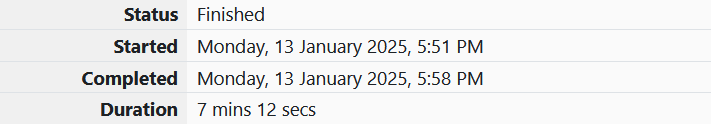 Status Finished
Started Monday, 13 January 2025, 5:51 PM
Completed Monday, 13 January 2025, 5:58 PM
Duration 7 mins 12 secs